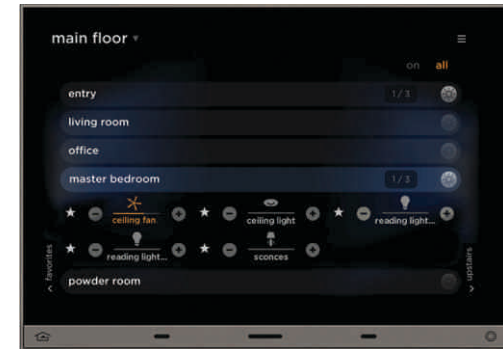 main floor
on all
entry 1/3
living room
office
master bedroom 1/3
ceiling fan ceiling light reading light...
reading light... sconces
favorites
upstairs
powder room